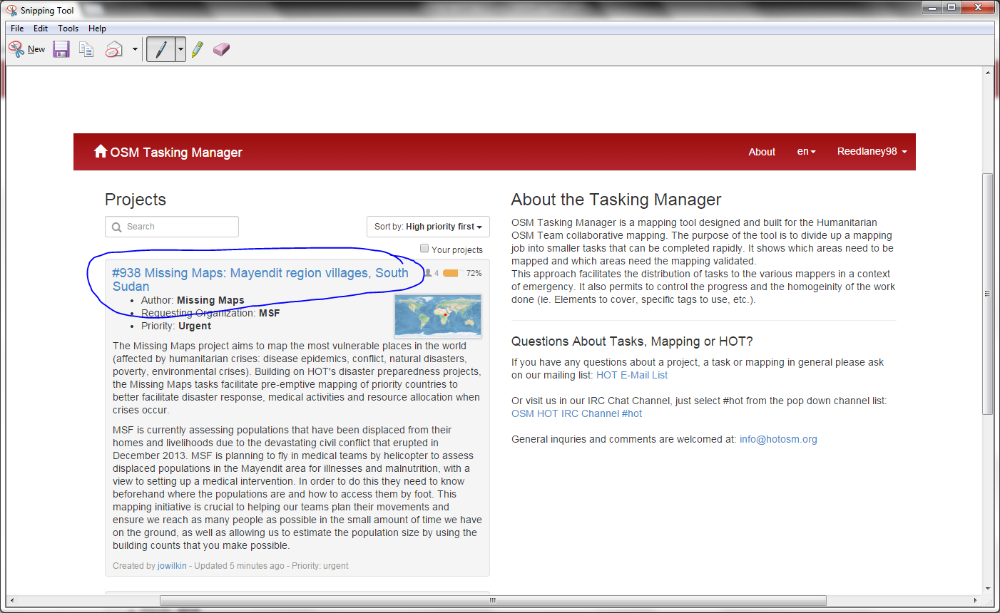 Snipping Tool
File Edit Tools Help
New
OSM Tasking Manager
About en Reedlaney98
Projects
Search
Sort by: High priority first
Your projects
#938 Missing Maps: Mayendit region villages, South
Sudan
4 72%
Author: Missing Maps
Requesting Organization: MSF
Priority: Urgent
The Missing Maps project aims to map the most vulnerable places in the world
(affected by humanitarian crises: disease epidemics, conflict, natural disasters,
poverty, environmental crises). Building on HOT's disaster preparedness projects,
the Missing Maps tasks facilitate pre-emptive mapping of priority countries to
better facilitate disaster response, medical activities and resource allocation when
crises occur.
MSF is currently assessing populations that have been displaced from their
homes and livelihoods due to the devastating civil conflict that erupted in
December 2013. MSF is planning to fly in medical teams by helicopter to assess
displaced populations in the Mayendit area for illnesses and malnutrition, with a
view to setting up a medical intervention. In order to do this they need to know
beforehand where the populations are and how to access them by foot. This
mapping initiative is crucial to helping our teams plan their movements and
ensure we reach as many people as possible in the small amount of time we have
on the ground, as well as allowing us to estimate the population size by using the
building counts that you make possible.
Created by jowilkin - Updated 5 minutes ago - Priority: urgent
About the Tasking Manager
OSM Tasking Manager is a mapping tool designed and built for the Humanitarian
OSM Team collaborative mapping. The purpose of the tool is to divide up a mapping
job into smaller tasks that can be completed rapidly. It shows which areas need to be
mapped and which areas need the mapping validated.
This approach facilitates the distribution of tasks to the various mappers in a context
of emergency. It also permits to control the progress and the homogeinity of the work
done (ie. Elements to cover, specific tags to use, etc.).
Questions About Tasks, Mapping or HOT?
If you have any questions about a project, a task or mapping in general please ask
on our mailing list: HOT E-Mail List
Or visit us in our IRC Chat Channel, just select #hot from the pop down channel list:
OSM HOT IRC Channel #hot
General inquries and comments are welcomed at: info@hotosm.org